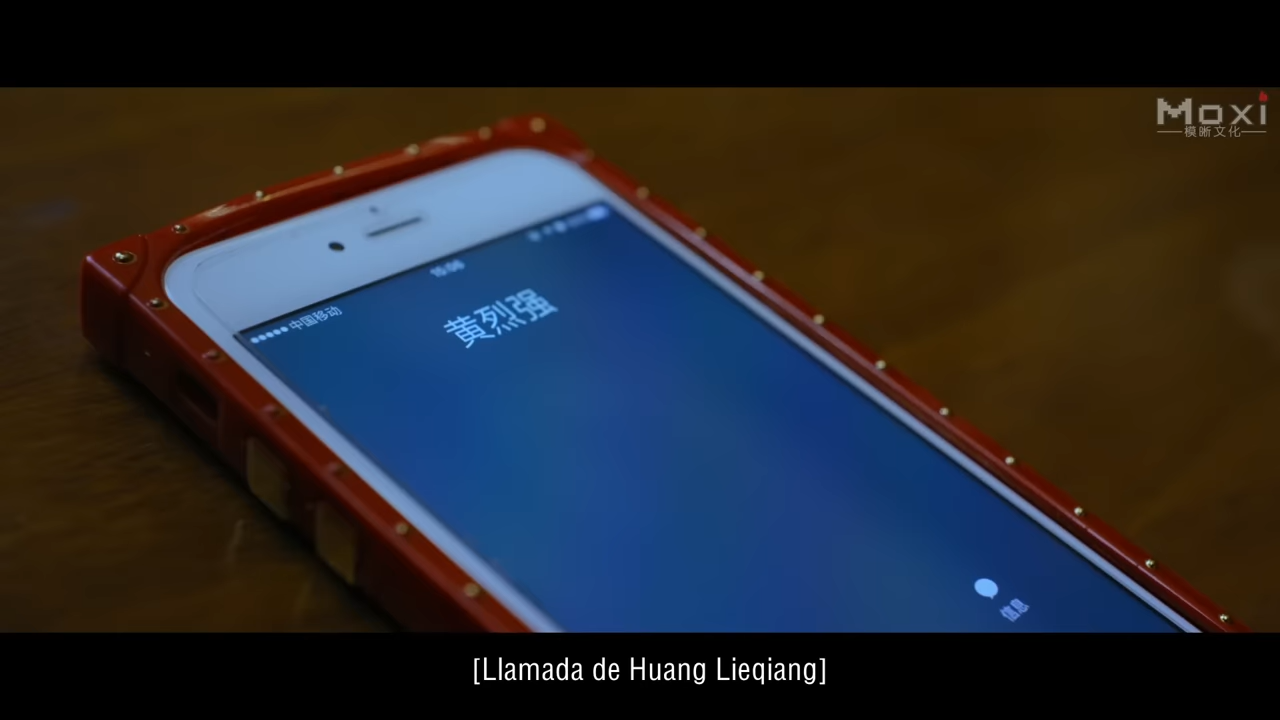 Moxi
模晰文化
15:08
中国移动
黄烈强
信息
[Llamada de Huang Lieqiang]